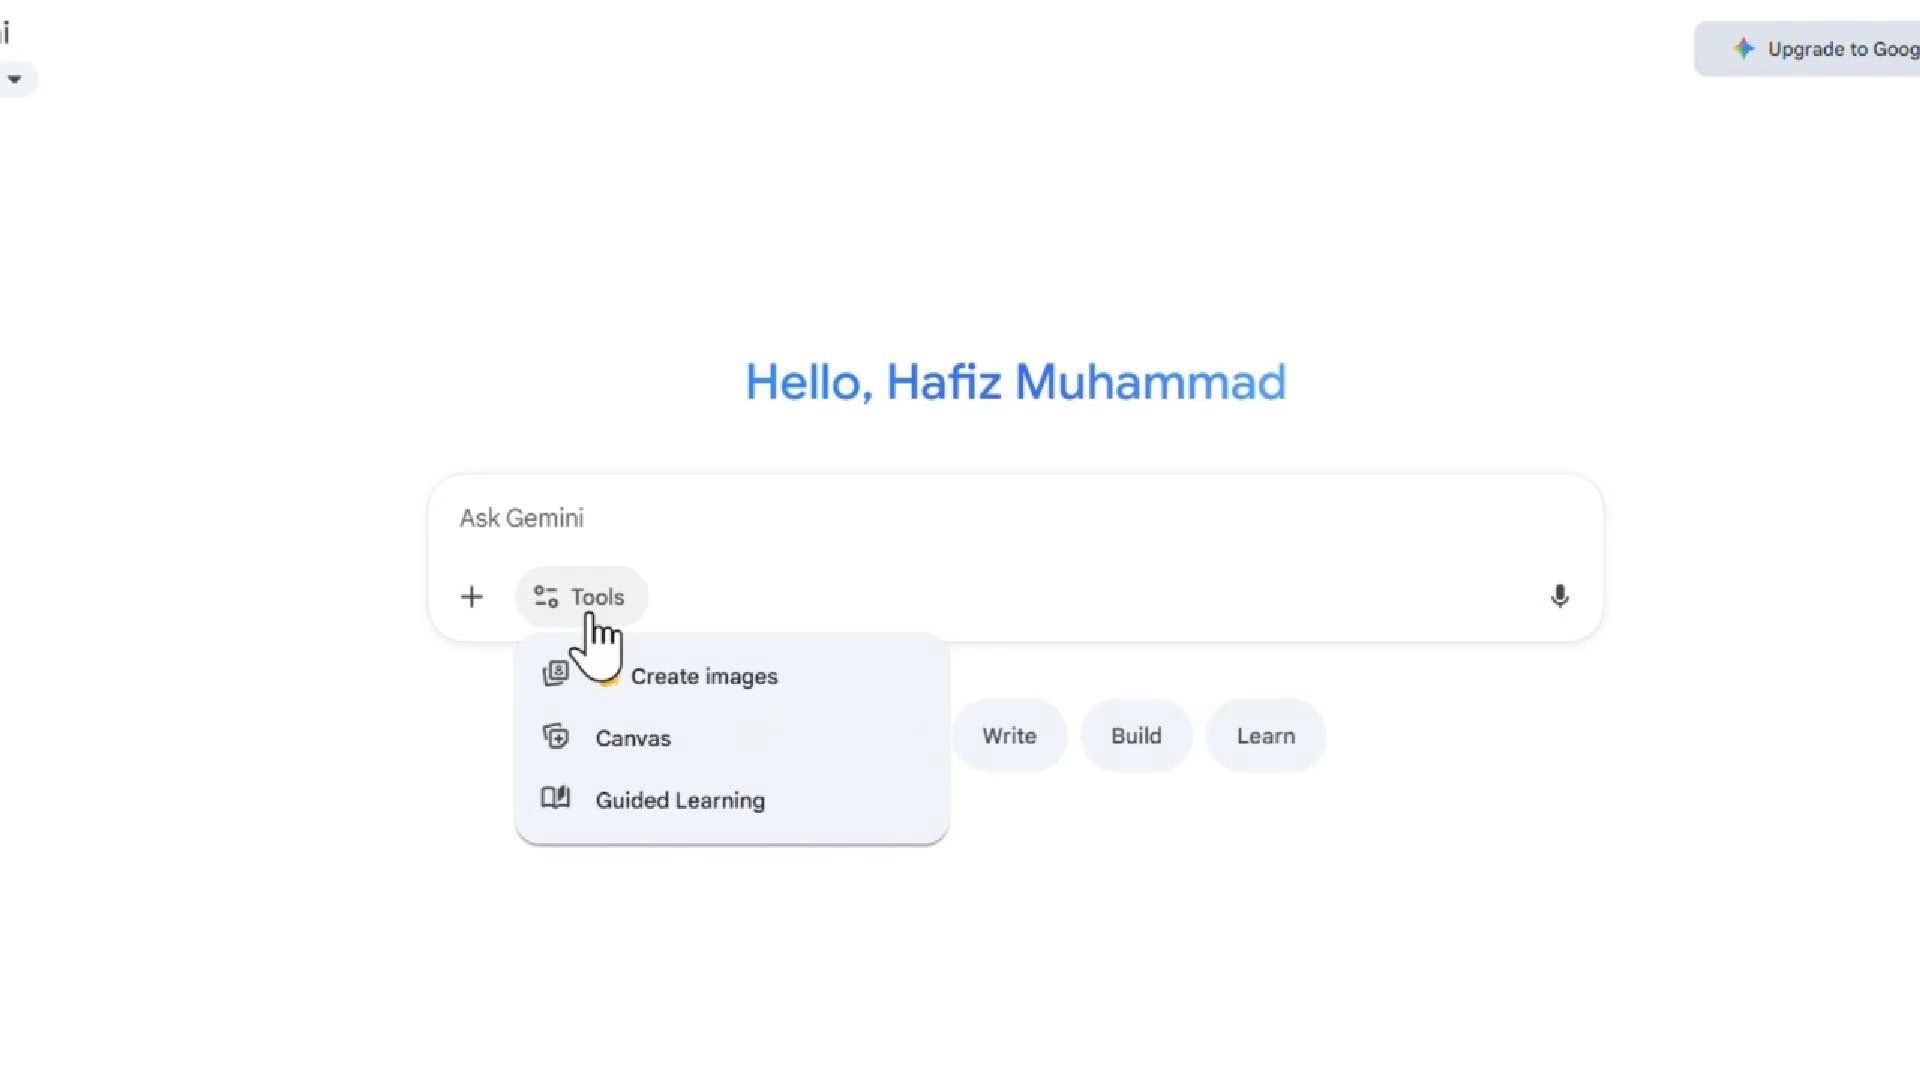 Upgrade to Goog
Hello, Hafiz Muhammad
Ask Gemini
Tools
Create images
Canvas
Guided Learning
Write
Build
Learn